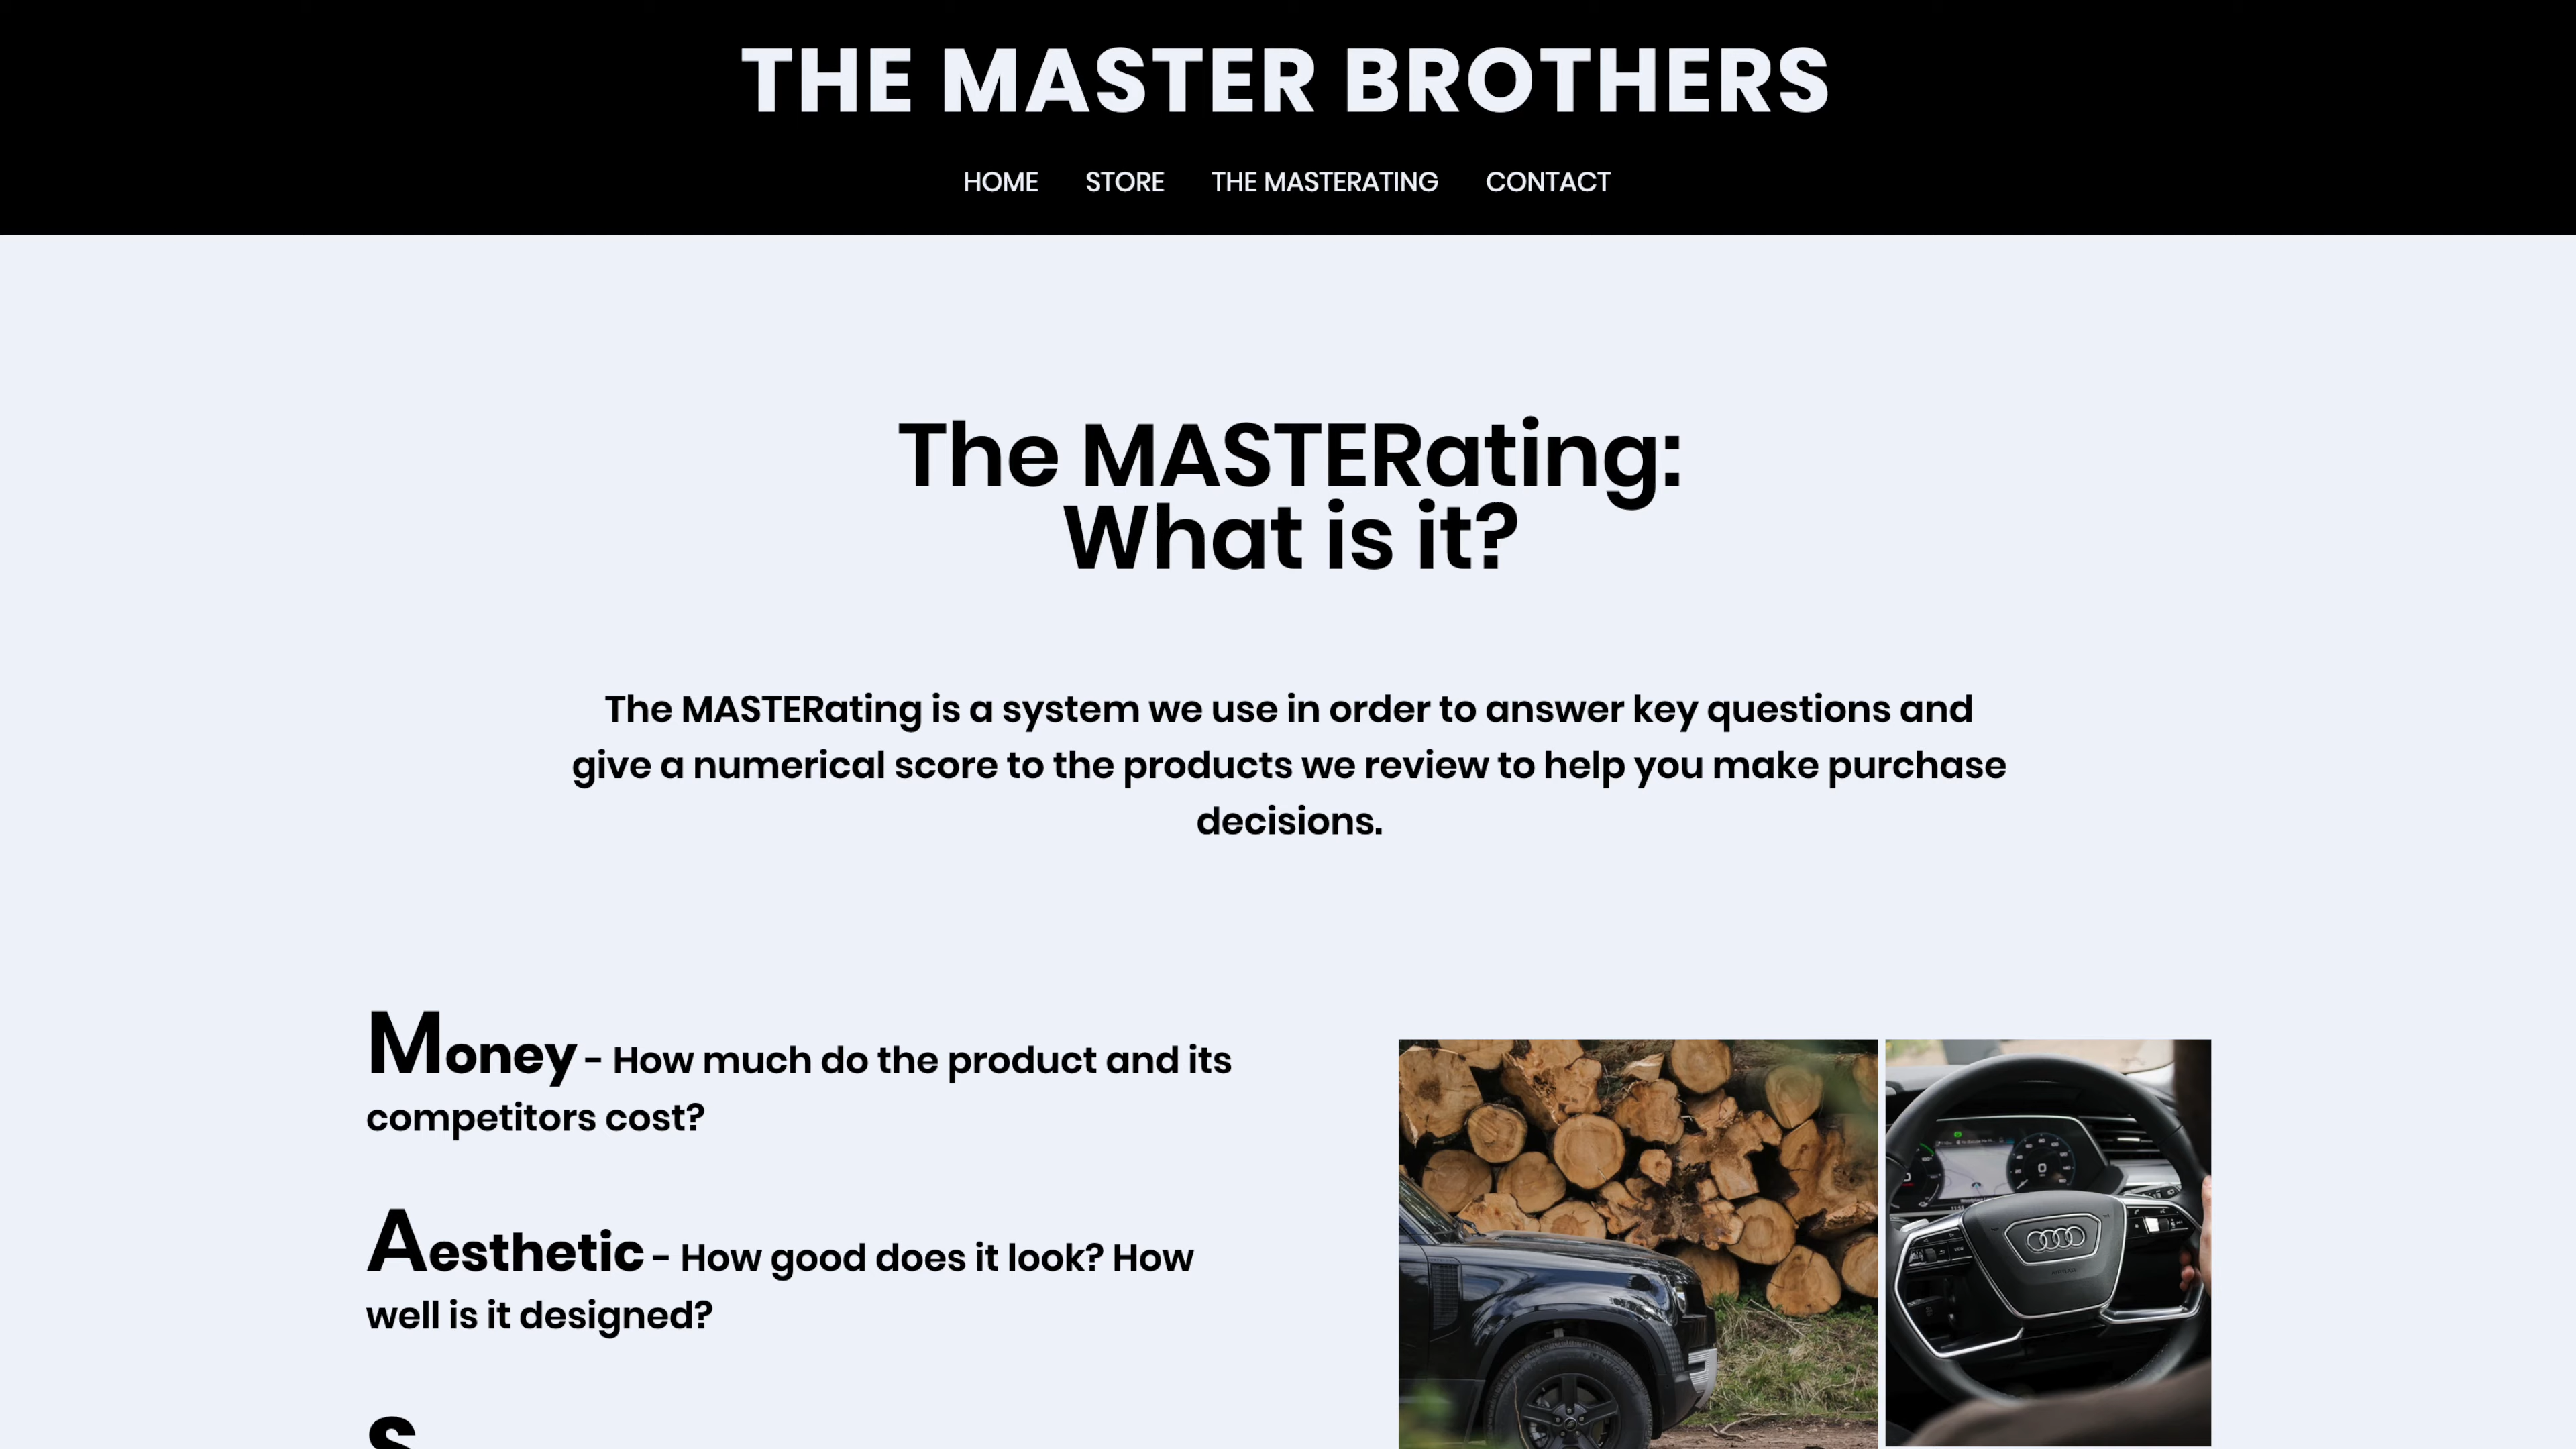 THE MASTER BROTHERS
HOME STORE THE MASTERATING CONTACT
The MASTERating:
What is it?
The MASTERating is a system we use in order to answer key questions and
give a numerical score to the products we review to help you make purchase
decisions.
Money - How much do the product and its
competitors cost?
Aesthetic - How good does it look? How
well is it designed?
S